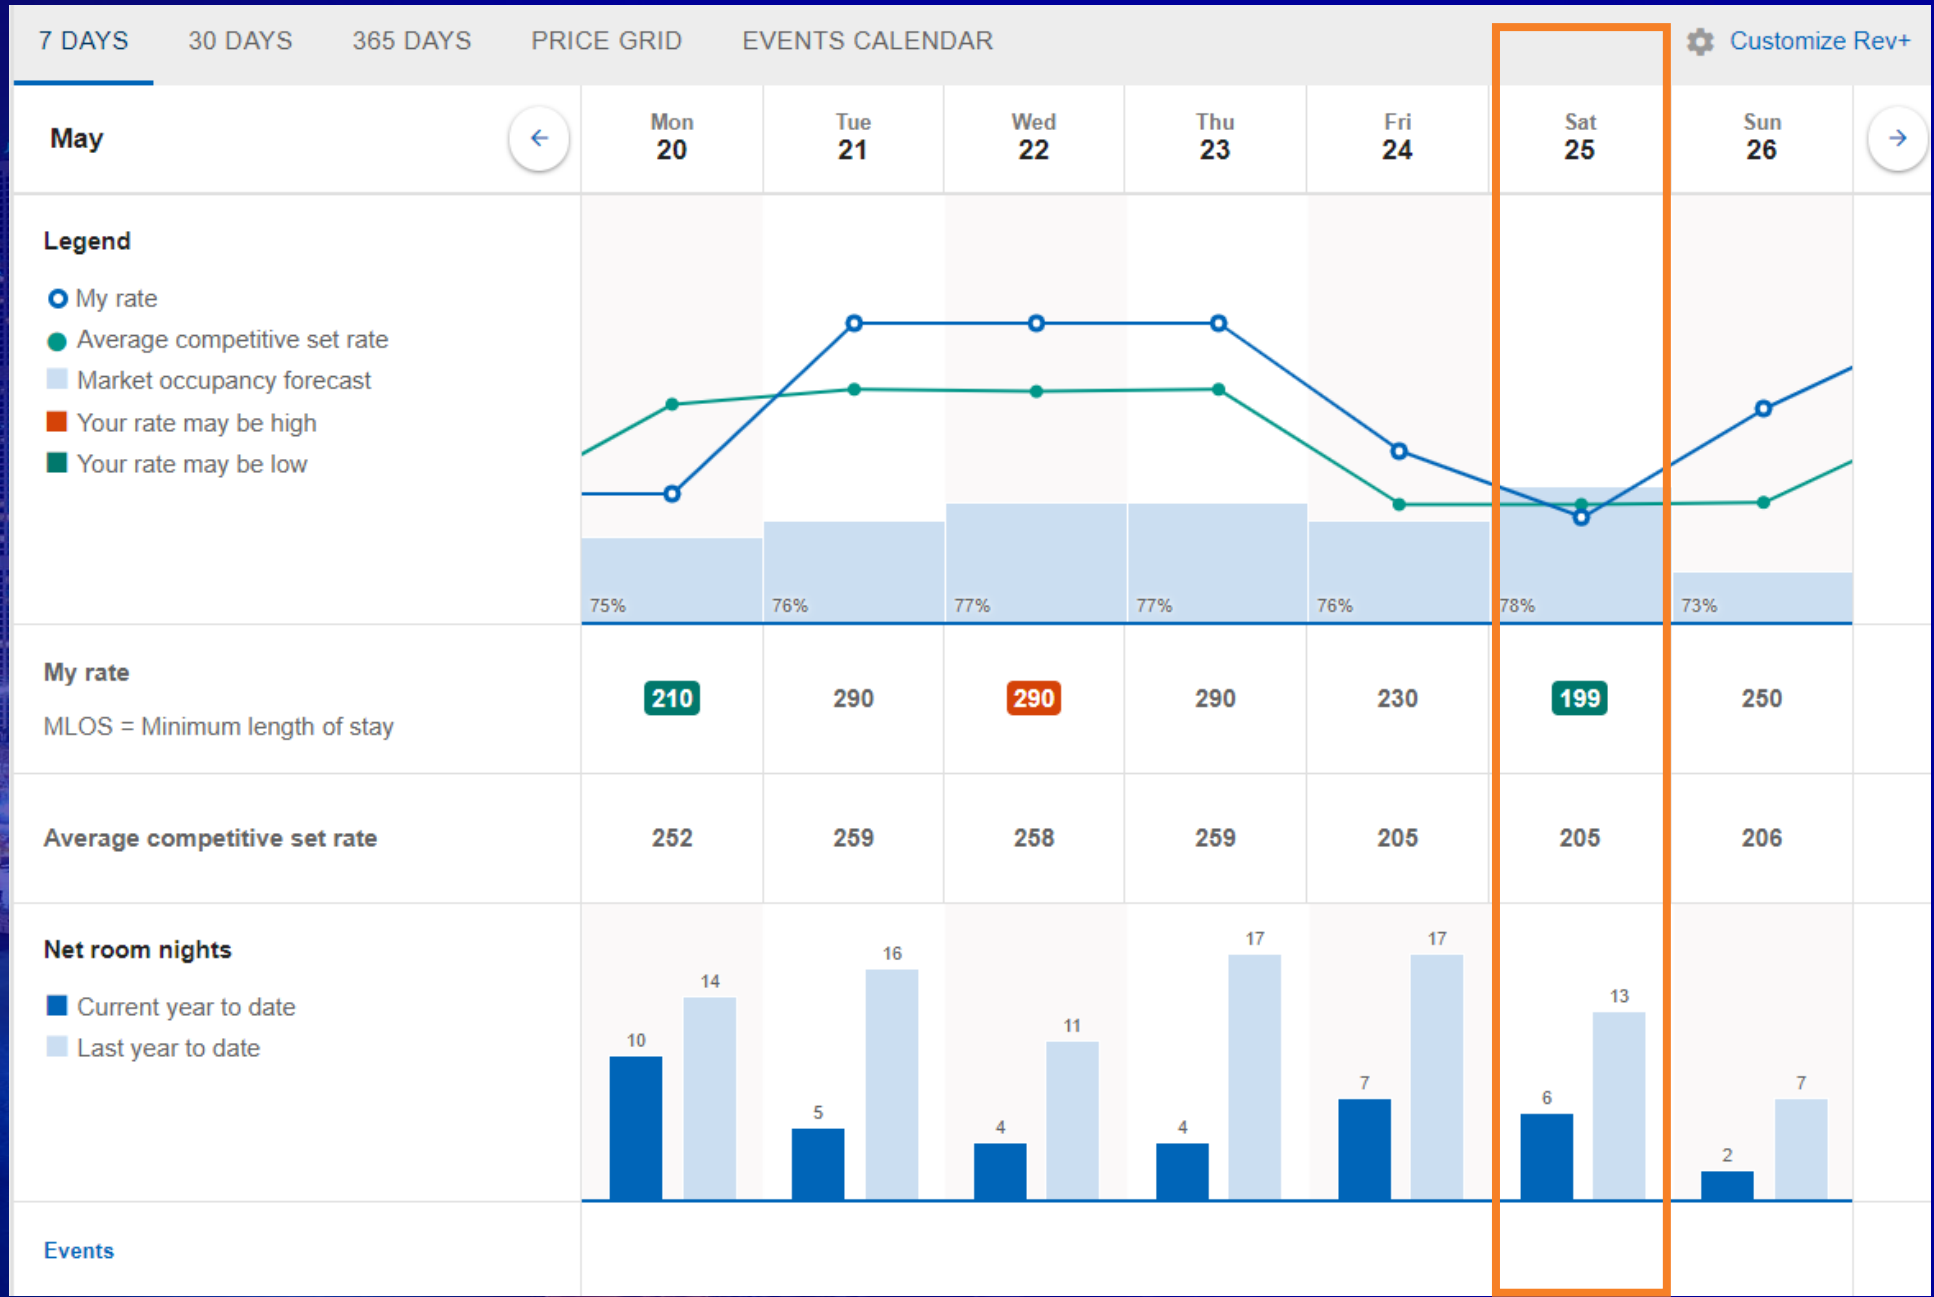 7 DAYS 30 DAYS 365 DAYS PRICE GRID EVENTS CALENDAR Customize Rev+
May
Mon Tue Wed Thu Fri Sat Sun
20 21 22 23 24 25 26
Legend
My rate
Average competitive set rate
Market occupancy forecast
Your rate may be high
Your rate may be low
75% 76% 77% 77% 76% 78% 73%
My rate
210 290 290 290 230 199 250
MLOS = Minimum length of stay
Average competitive set rate 252 259 258 259 205 205 206
Net room nights
Current year to date
Last year to date
10 14 5 16 4 11 4 17 7 17 6 13 2 7
Events